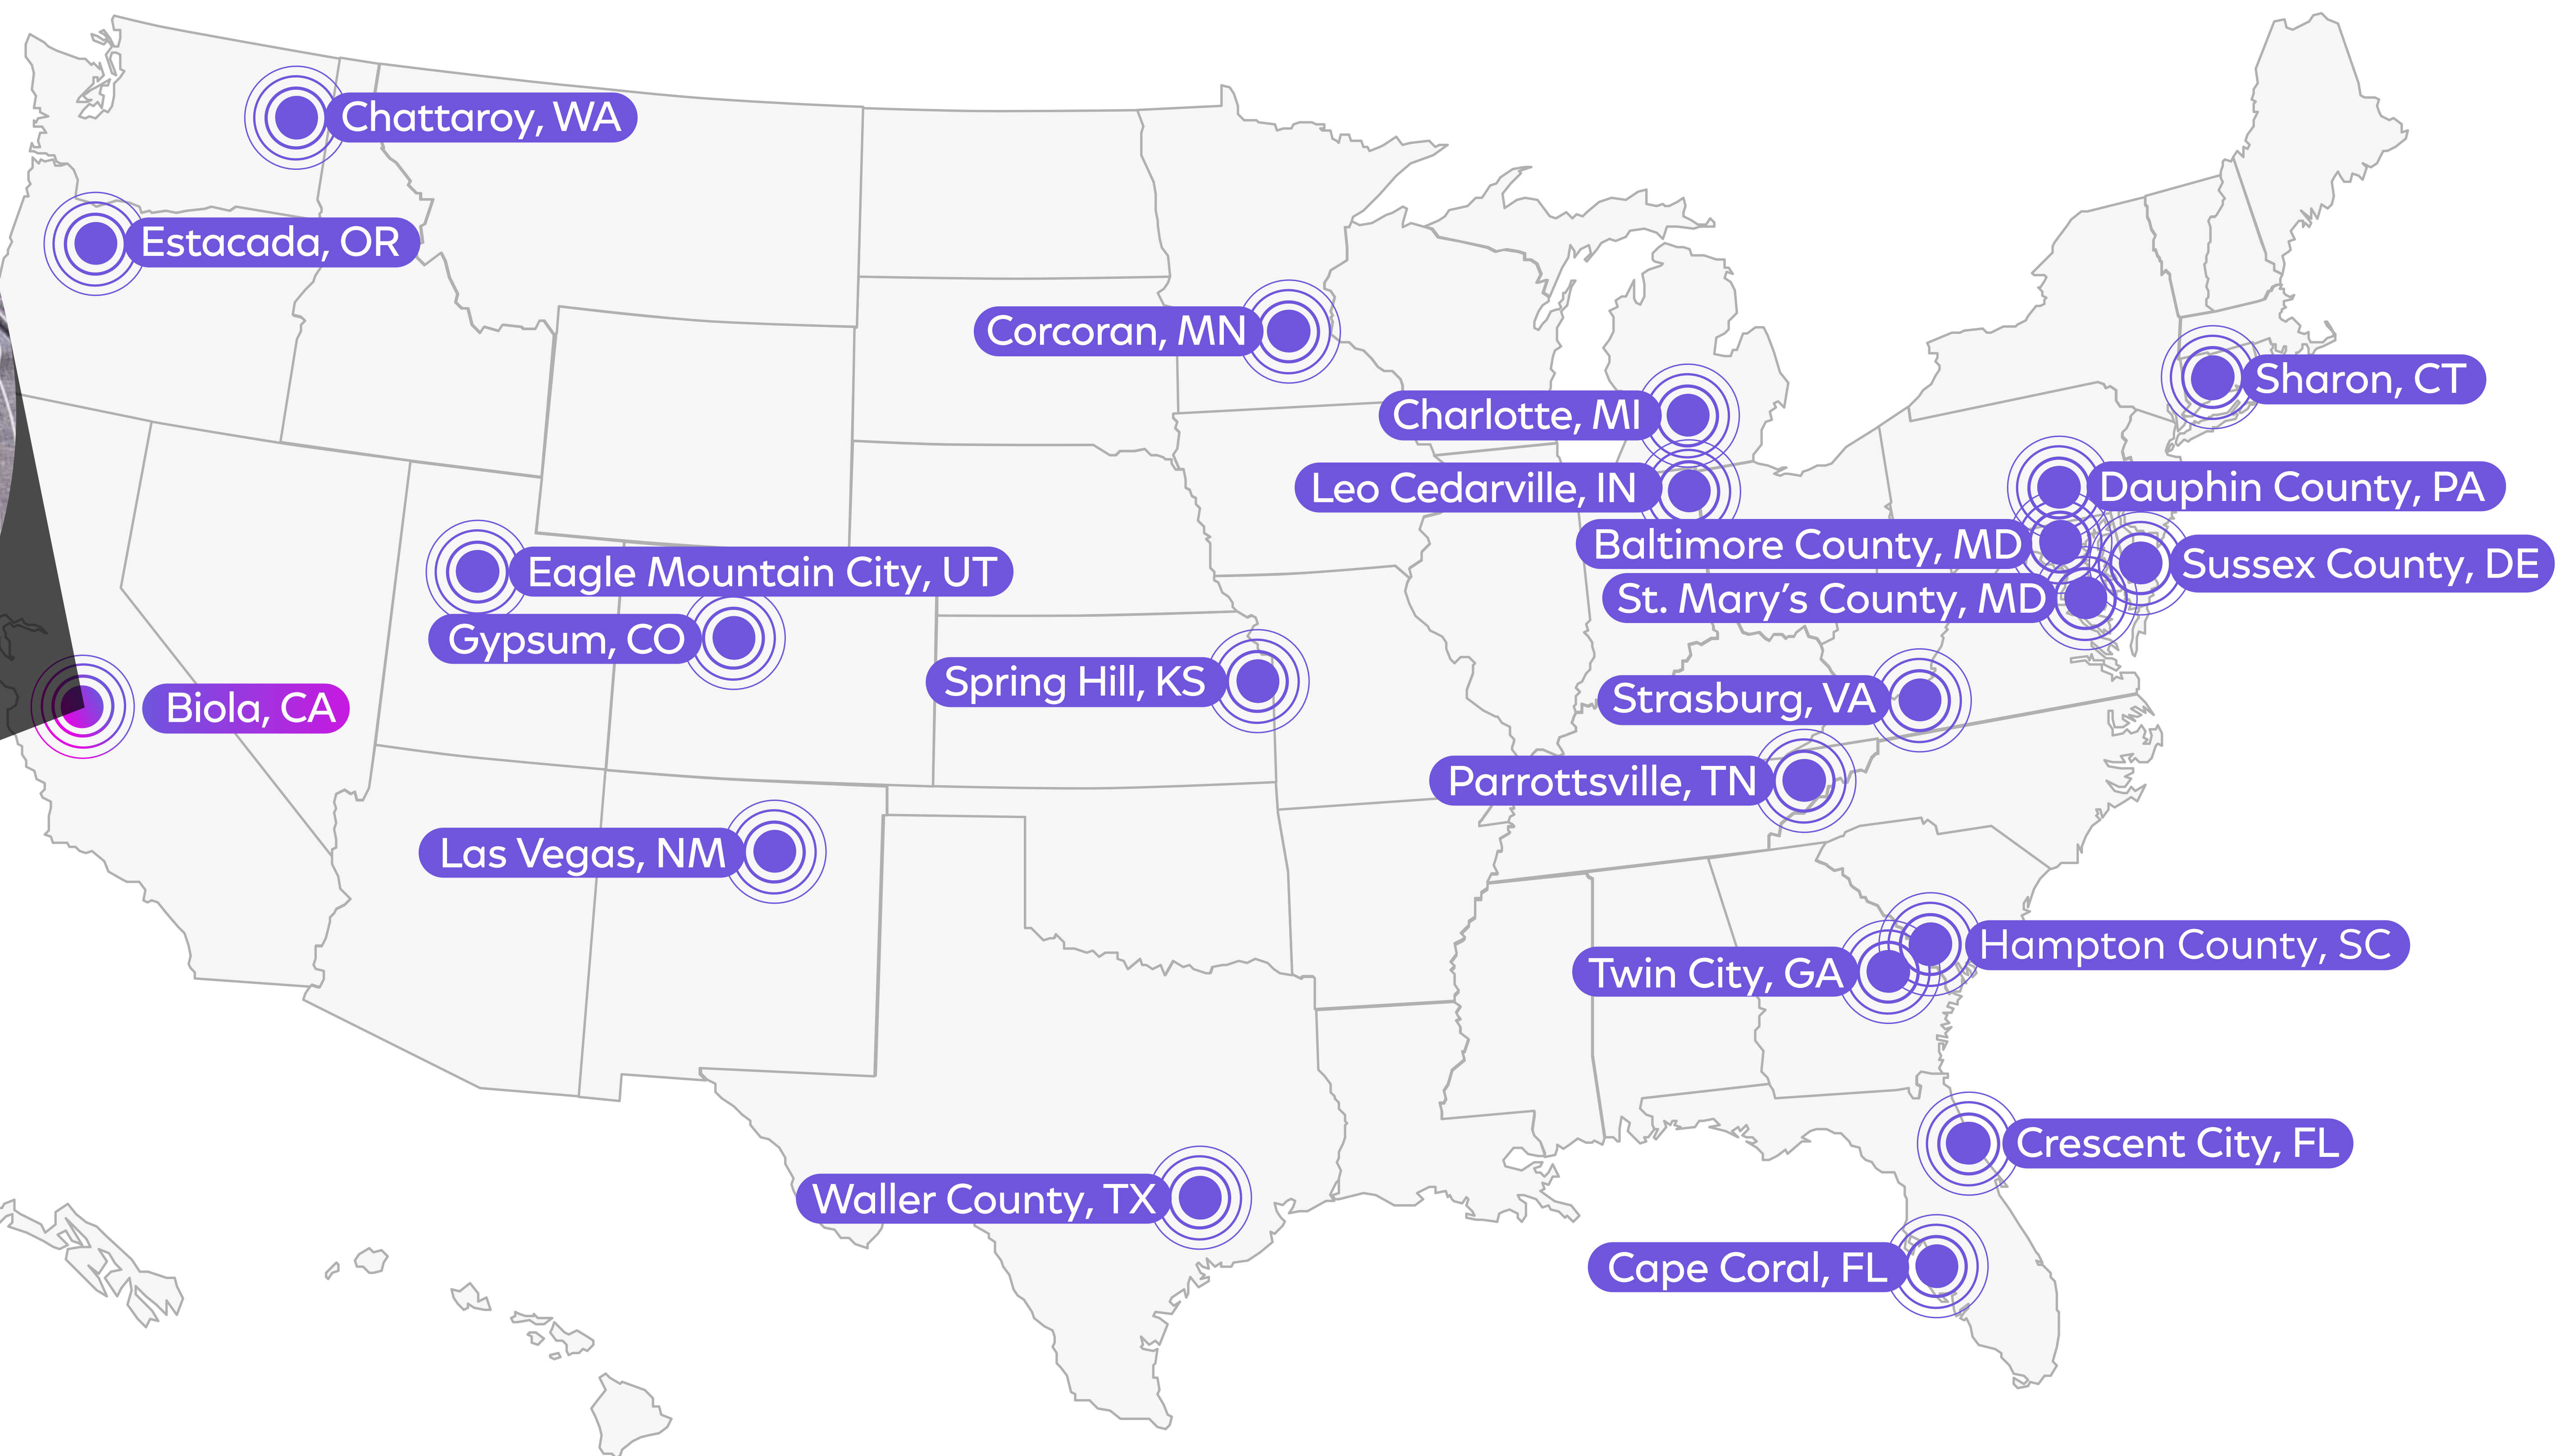 Chattaroy, WA
Estacada, OR
Corcoran, MN
Sharon, CT
Charlotte, MI
Leo Cedarville, IN
Dauphin County, PA
Baltimore County, MD
Sussex County, DE
Eagle Mountain City, UT
St. Mary’s County, MD
Gypsum, CO
Spring Hill, KS
Strasburg, VA
Biola, CA
Parrottsville, TN
Las Vegas, NM
Hampton County, SC
Twin City, GA
Crescent City, FL
Waller County, TX
Cape Coral, FL